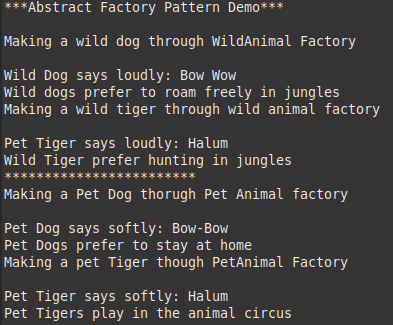 ***Abstract Factory Pattern Demo***
Making a wild dog through WildAnimal Factory
Wild Dog says loudly: Bow Wow
Wild dogs prefer to roam freely in jungles
Making a wild tiger through wild animal factory
Pet Tiger says loudly: Halum
Wild Tiger prefer hunting in jungles
************************
Making a Pet Dog thorugh Pet Animal factory
Pet Dog says softly: Bow-Bow
Pet Dogs prefer to stay at home
Making a pet Tiger though PetAnimal Factory
Pet Tiger says softly: Halum
Pet Tigers play in the animal circus